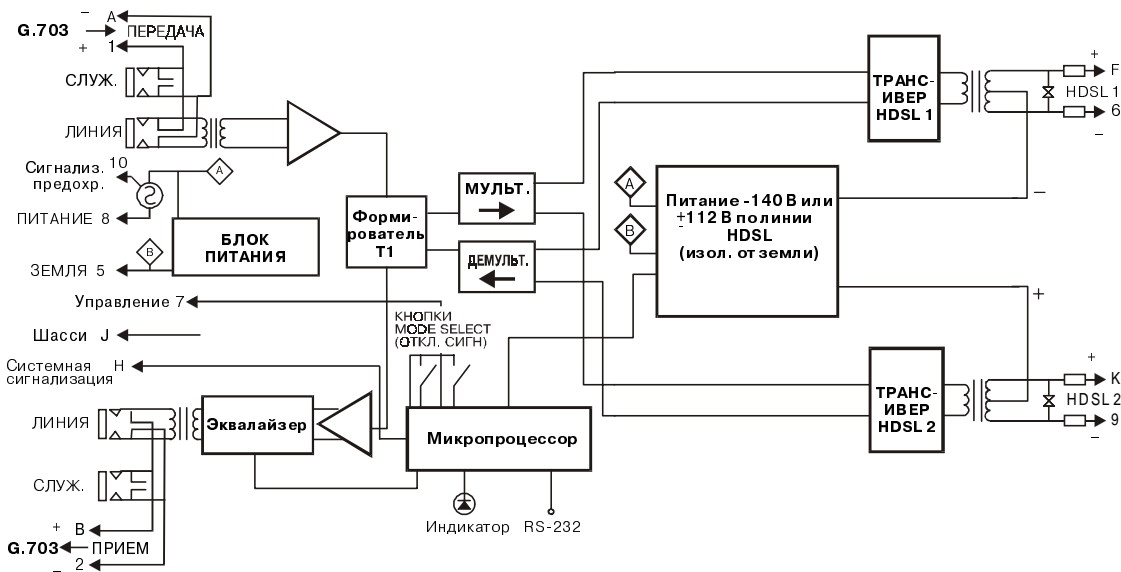 − A
G.703 ПЕРЕДАЧА
+ 1
СЛУЖ.
ЛИНИЯ
Сигнализ. 10
предохр.
A
ПИТАНИЕ 8
B
ЗЕМЛЯ 5
БЛОК
ПИТАНИЯ
Управление 7
Шасси J
Системная H
сигнализация
ЛИНИЯ
СЛУЖ.
+ B
G.703 ПРИЕМ
− 2
Эквалайзер
Форми-
рователь
T1
МУЛЬТ.
ДЕМУЛЬТ.
КНОПКИ
MODE SELECT
(ОТКЛ. СИГН)
Микропроцессор
Индикатор
RS-232
A
B
Питание -140 В или
+112 В по линии
-
HDSL
(изол. от земли)
−
+
ТРАНС-
ИВЕР
HDSL 1
+
F
HDSL 1
6
−
ТРАНС-
ИВЕР
HDSL 2
+
K
HDSL 2
9
−